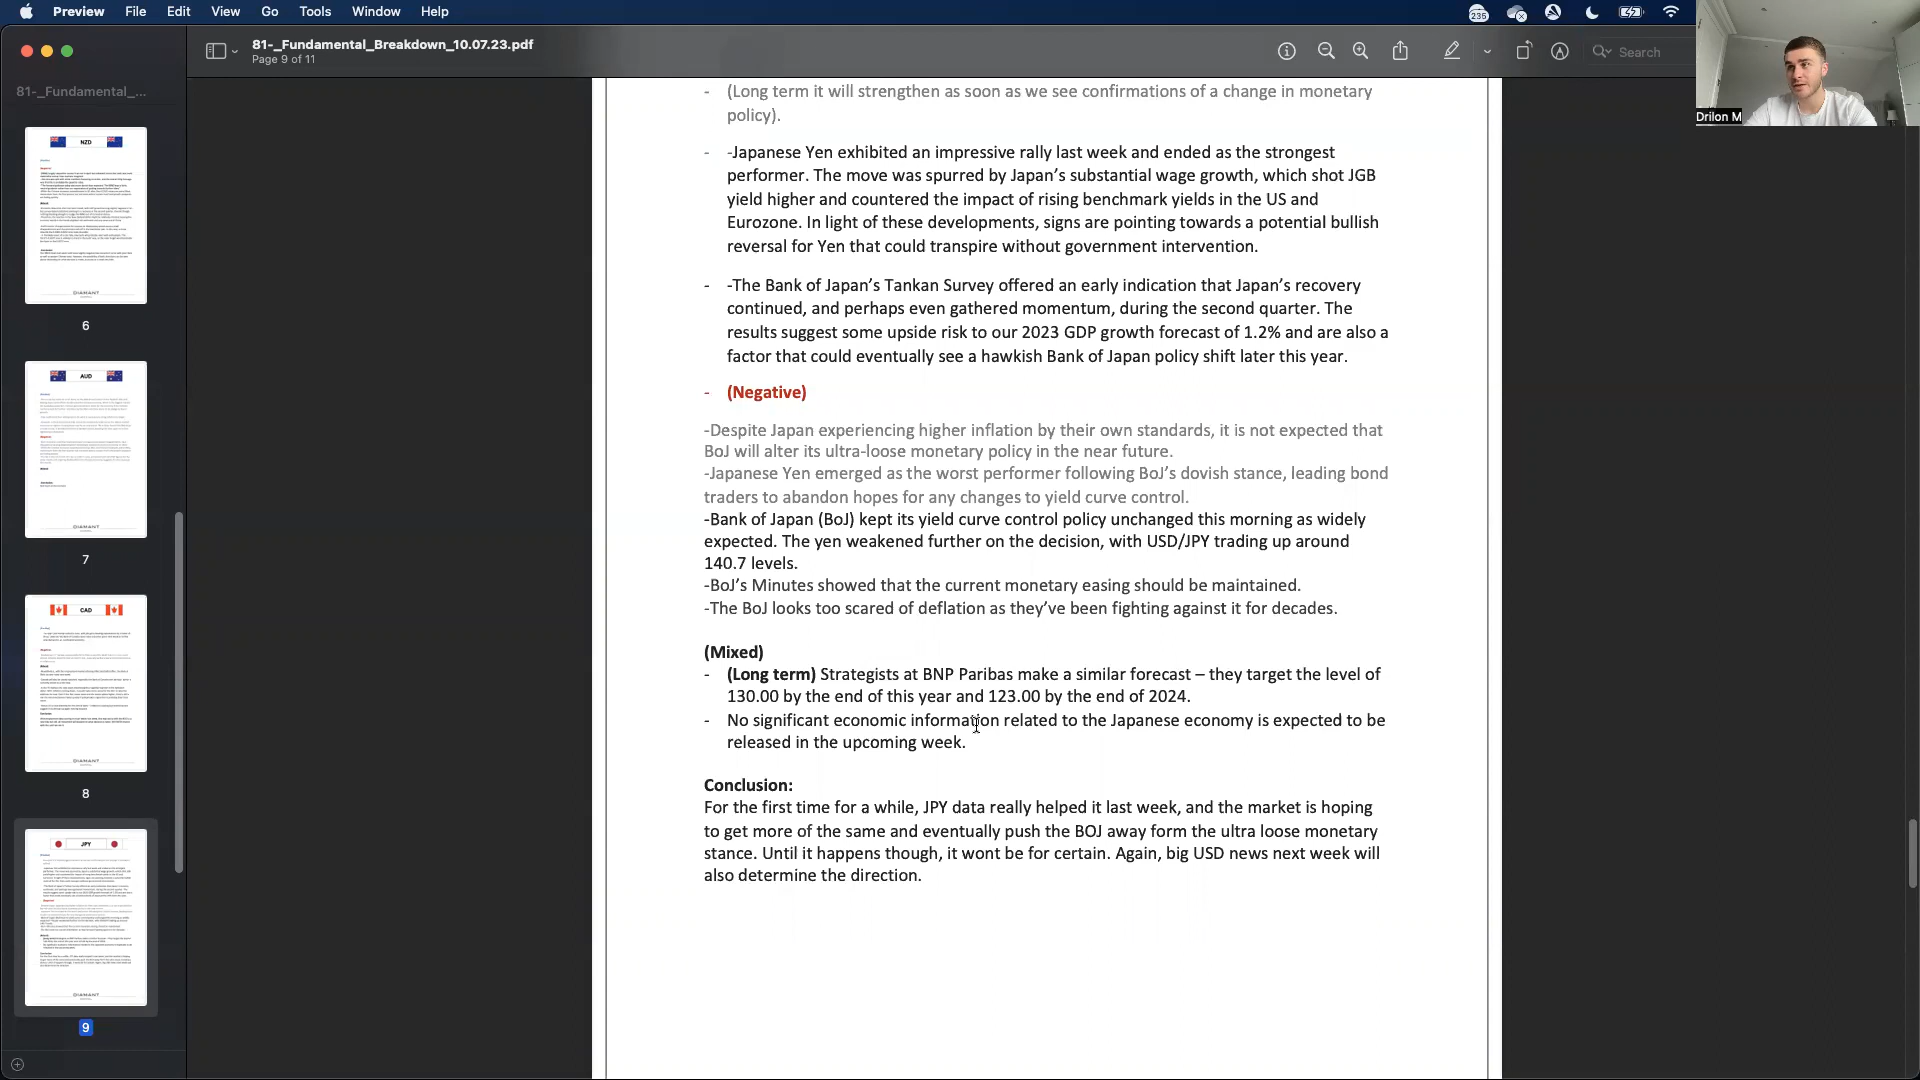 Preview File Edit View Go Tools Window Help
235
81-_Fundamental_Breakdown_10.07.23.pdf
Page 9 of 11
Search
Drilon M
81-_Fundamental_...
NZD
DIAMANT
6
AUD
DIAMANT
7
CAD
DIAMANT
8
JPY
DIAMANT
9
- (Long term it will strengthen as soon as we see confirmations of a change in monetary
policy).
- -Japanese Yen exhibited an impressive rally last week and ended as the strongest
performer. The move was spurred by Japan’s substantial wage growth, which shot JGB
yield higher and countered the impact of rising benchmark yields in the US and
Eurozone. In light of these developments, signs are pointing towards a potential bullish
reversal for Yen that could transpire without government intervention.
- -The Bank of Japan’s Tankan Survey offered an early indication that Japan’s recovery
continued, and perhaps even gathered momentum, during the second quarter. The
results suggest some upside risk to our 2023 GDP growth forecast of 1.2% and are also a
factor that could eventually see a hawkish Bank of Japan policy shift later this year.
- (Negative)
-Despite Japan experiencing higher inflation by their own standards, it is not expected that
BoJ will alter its ultra-loose monetary policy in the near future.
-Japanese Yen emerged as the worst performer following BoJ’s dovish stance, leading bond
traders to abandon hopes for any changes to yield curve control.
-Bank of Japan (BoJ) kept its yield curve control policy unchanged this morning as widely
expected. The yen weakened further on the decision, with USD/JPY trading up around
140.7 levels.
-BoJ’s Minutes showed that the current monetary easing should be maintained.
-The BoJ looks too scared of deflation as they’ve been fighting against it for decades.
(Mixed)
- (Long term) Strategists at BNP Paribas make a similar forecast – they target the level of
130.00 by the end of this year and 123.00 by the end of 2024.
- No significant economic information related to the Japanese economy is expected to be
released in the upcoming week.
Conclusion:
For the first time for a while, JPY data really helped it last week, and the market is hoping
to get more of the same and eventually push the BOJ away form the ultra loose monetary
stance. Until it happens though, it wont be for certain. Again, big USD news next week will
also determine the direction.